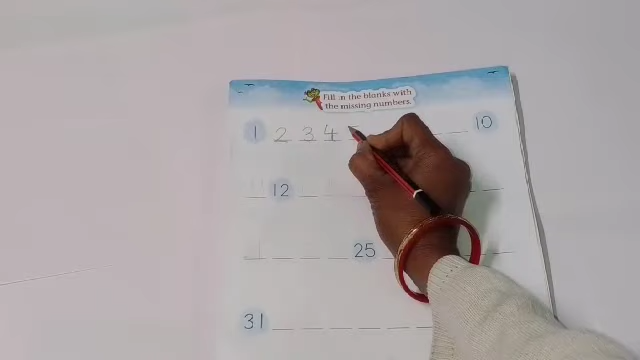 Fill in the blanks with
the missing numbers.
1 2 3 4 10
12
25
31